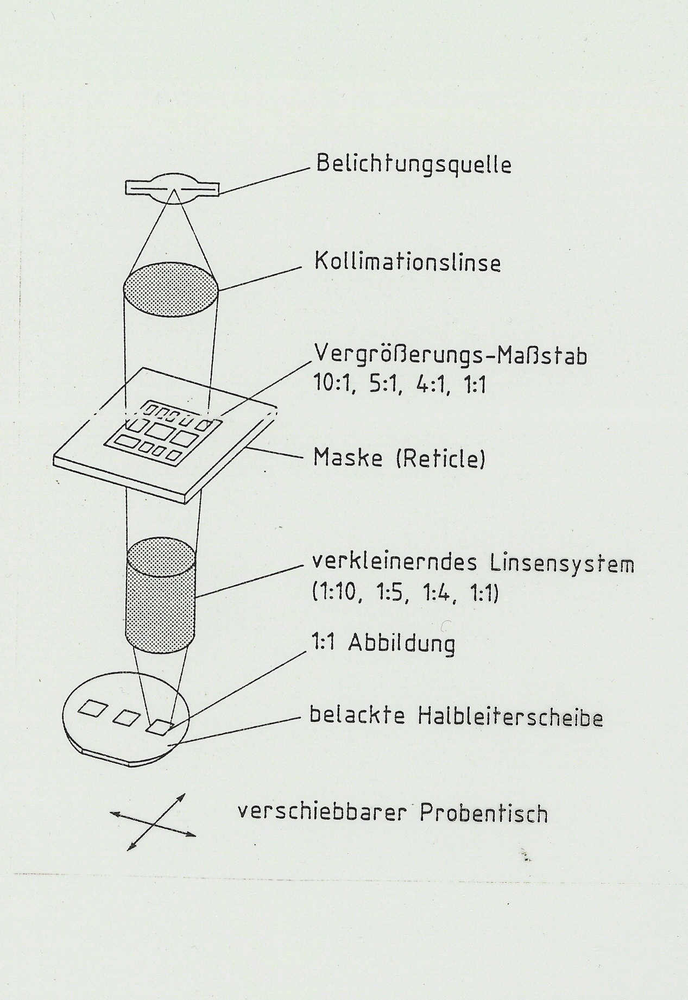 Belichtungsquelle
Kollimationslinse
Vergrößerungs-Maßstab
10:1, 5:1, 4:1, 1:1
Maske (Reticle)
verkleinerndes Linsensystem
(1:10, 1:5, 1:4, 1:1)
1:1 Abbildung
belackte Halbleiterscheibe
verschiebbarer Probentisch